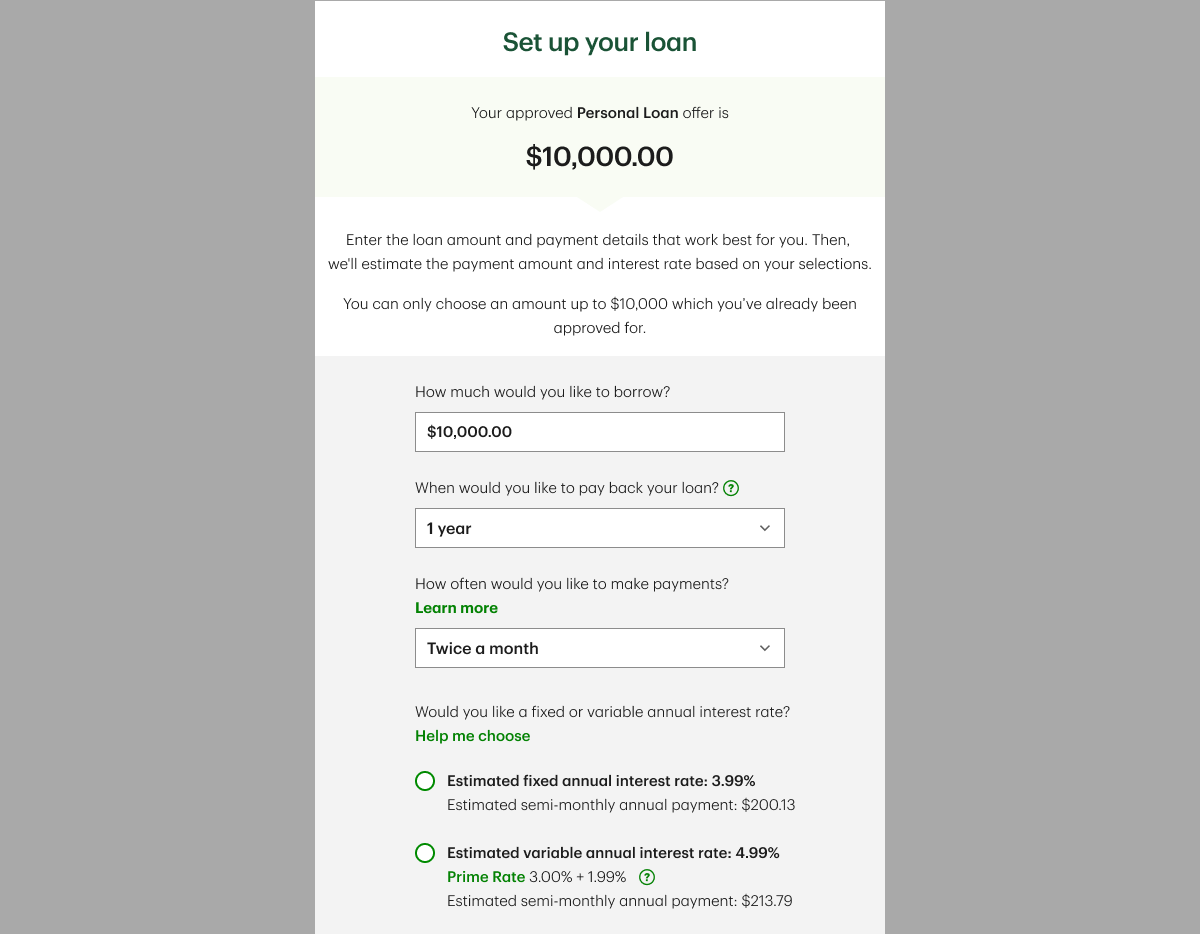 Set up your loan
Your approved Personal Loan offer is
$10,000.00
Enter the loan amount and payment details that work best for you. Then,
we'll estimate the payment amount and interest rate based on your selections.
You can only choose an amount up to $10,000 which you've already been
approved for.
How much would you like to borrow?
$10,000.00
When would you like to pay back your loan? ?
1 year
How often would you like to make payments?
Learn more
Twice a month
Would you like a fixed or variable annual interest rate?
Help me choose
Estimated fixed annual interest rate: 3.99%
Estimated semi-monthly annual payment: $200.13
Estimated variable annual interest rate: 4.99%
Prime Rate 3.00% + 1.99% ?
Estimated semi-monthly annual payment: $213.79